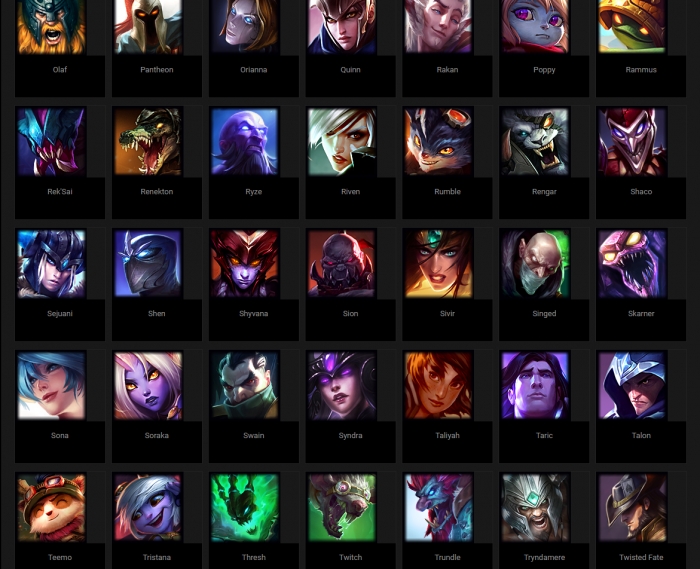 Olaf Pantheon Orianna Quinn Rakan Poppy Rammus
Rek'Sai Renekton Ryze Riven Rumble Rengar Shaco
Sejuani Shen Shyvana Sion Sivir Singed Skarner
Sona Soraka Swain Syndra Taliyah Taric Talon
Teemo Tristana Thresh Twitch Trundle Tryndamere Twisted Fate